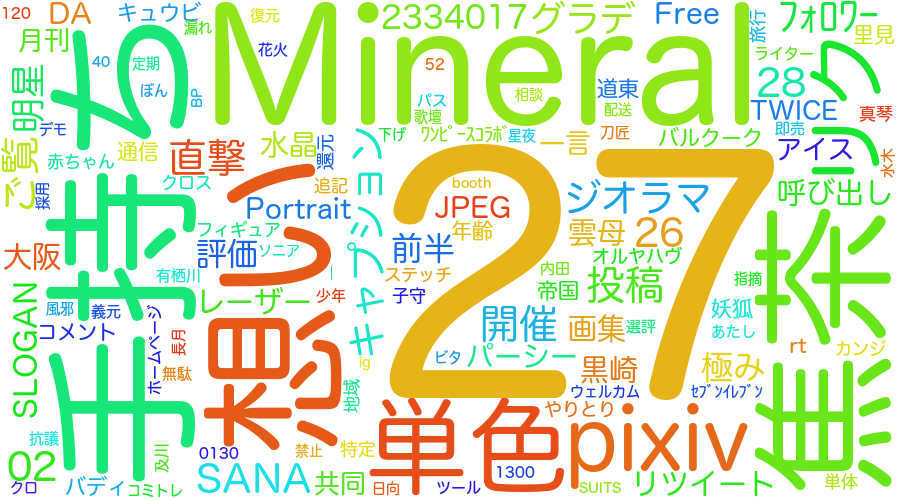 120
DA
キュウビ
漏れ
復元
2334017
グラデ
Free
旅行
フォロワー
里見
月刊
40
定期
花火
Mineral
52
ライター
明星
ち
ぼん
BP
パス
相談
道東
28
ック
デモ
歌壇
配送
TWICE
真琴
ご覧
赤ちゃん
通信
直撃
水晶
還元
下げ
ワンピースコラボ
星夜
一言
刀匠
バルクーク
即売
アイス
水木
採用
クロス
追記
booth
27
呼び出し
手持ち
想い
キャプション
Portrait
JPEG
ジオラマ
焦茶
フィギュア
年齢
雲母
26
大阪
評価
ソニア
前半
オルヤハヴ
有栖川
ステッチ
内田
投稿
指摘
SLOGAN
風邪
義元
レーザー
少年
子守
帝国
妖狐
コメント
ホームページ
長月
開催
画集
選評
あたし
rt
カンジ
無駄
ig
ビタ
パーシー
黒崎
極み
地域
ウェルカム
セブンイレブン
抗議
及川
0130
禁止
特定
単色
やりとり
pixiv
02
SANA
共同
日向
1300
クロ
バディ
コミトレ
ツール
SUITS
リツイート
単体